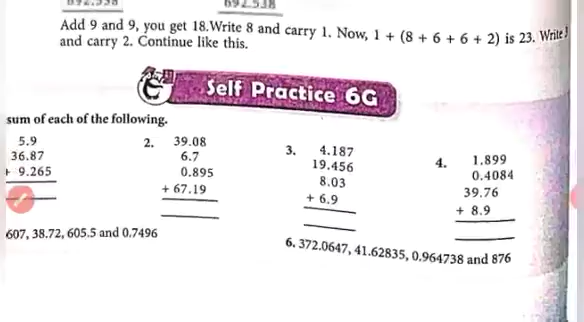 692.538
Add 9 and 9, you get 18.Write 8 and carry 1. Now, 1 + (8 + 6 + 6 + 2) is 23. Write 3
and carry 2. Continue like this.
Self Practice 6G
sum of each of the following.
5.9
36.87
+ 9.265
2. 39.08
6.7
0.895
+ 67.19
3. 4.187
19.456
8.03
+ 6.9
4. 1.899
0.4084
39.76
+ 8.9
607, 38.72, 605.5 and 0.7496
6. 372.0647, 41.62835, 0.964738 and 876